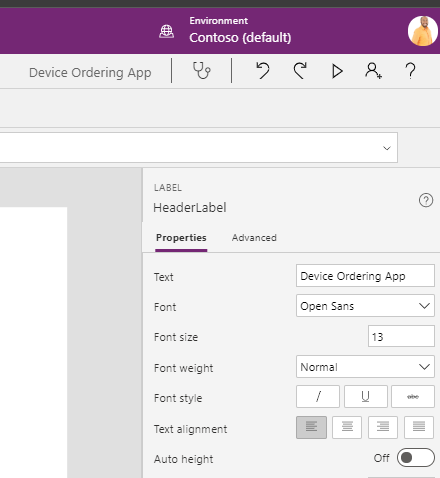 Environment
Contoso (default)
Device Ordering App
?
LABEL
HeaderLabel
?
Properties Advanced
Text Device Ordering App
Font Open Sans
Font size 13
Font weight Normal
Font style / U abc
Text alignment
Auto height Off